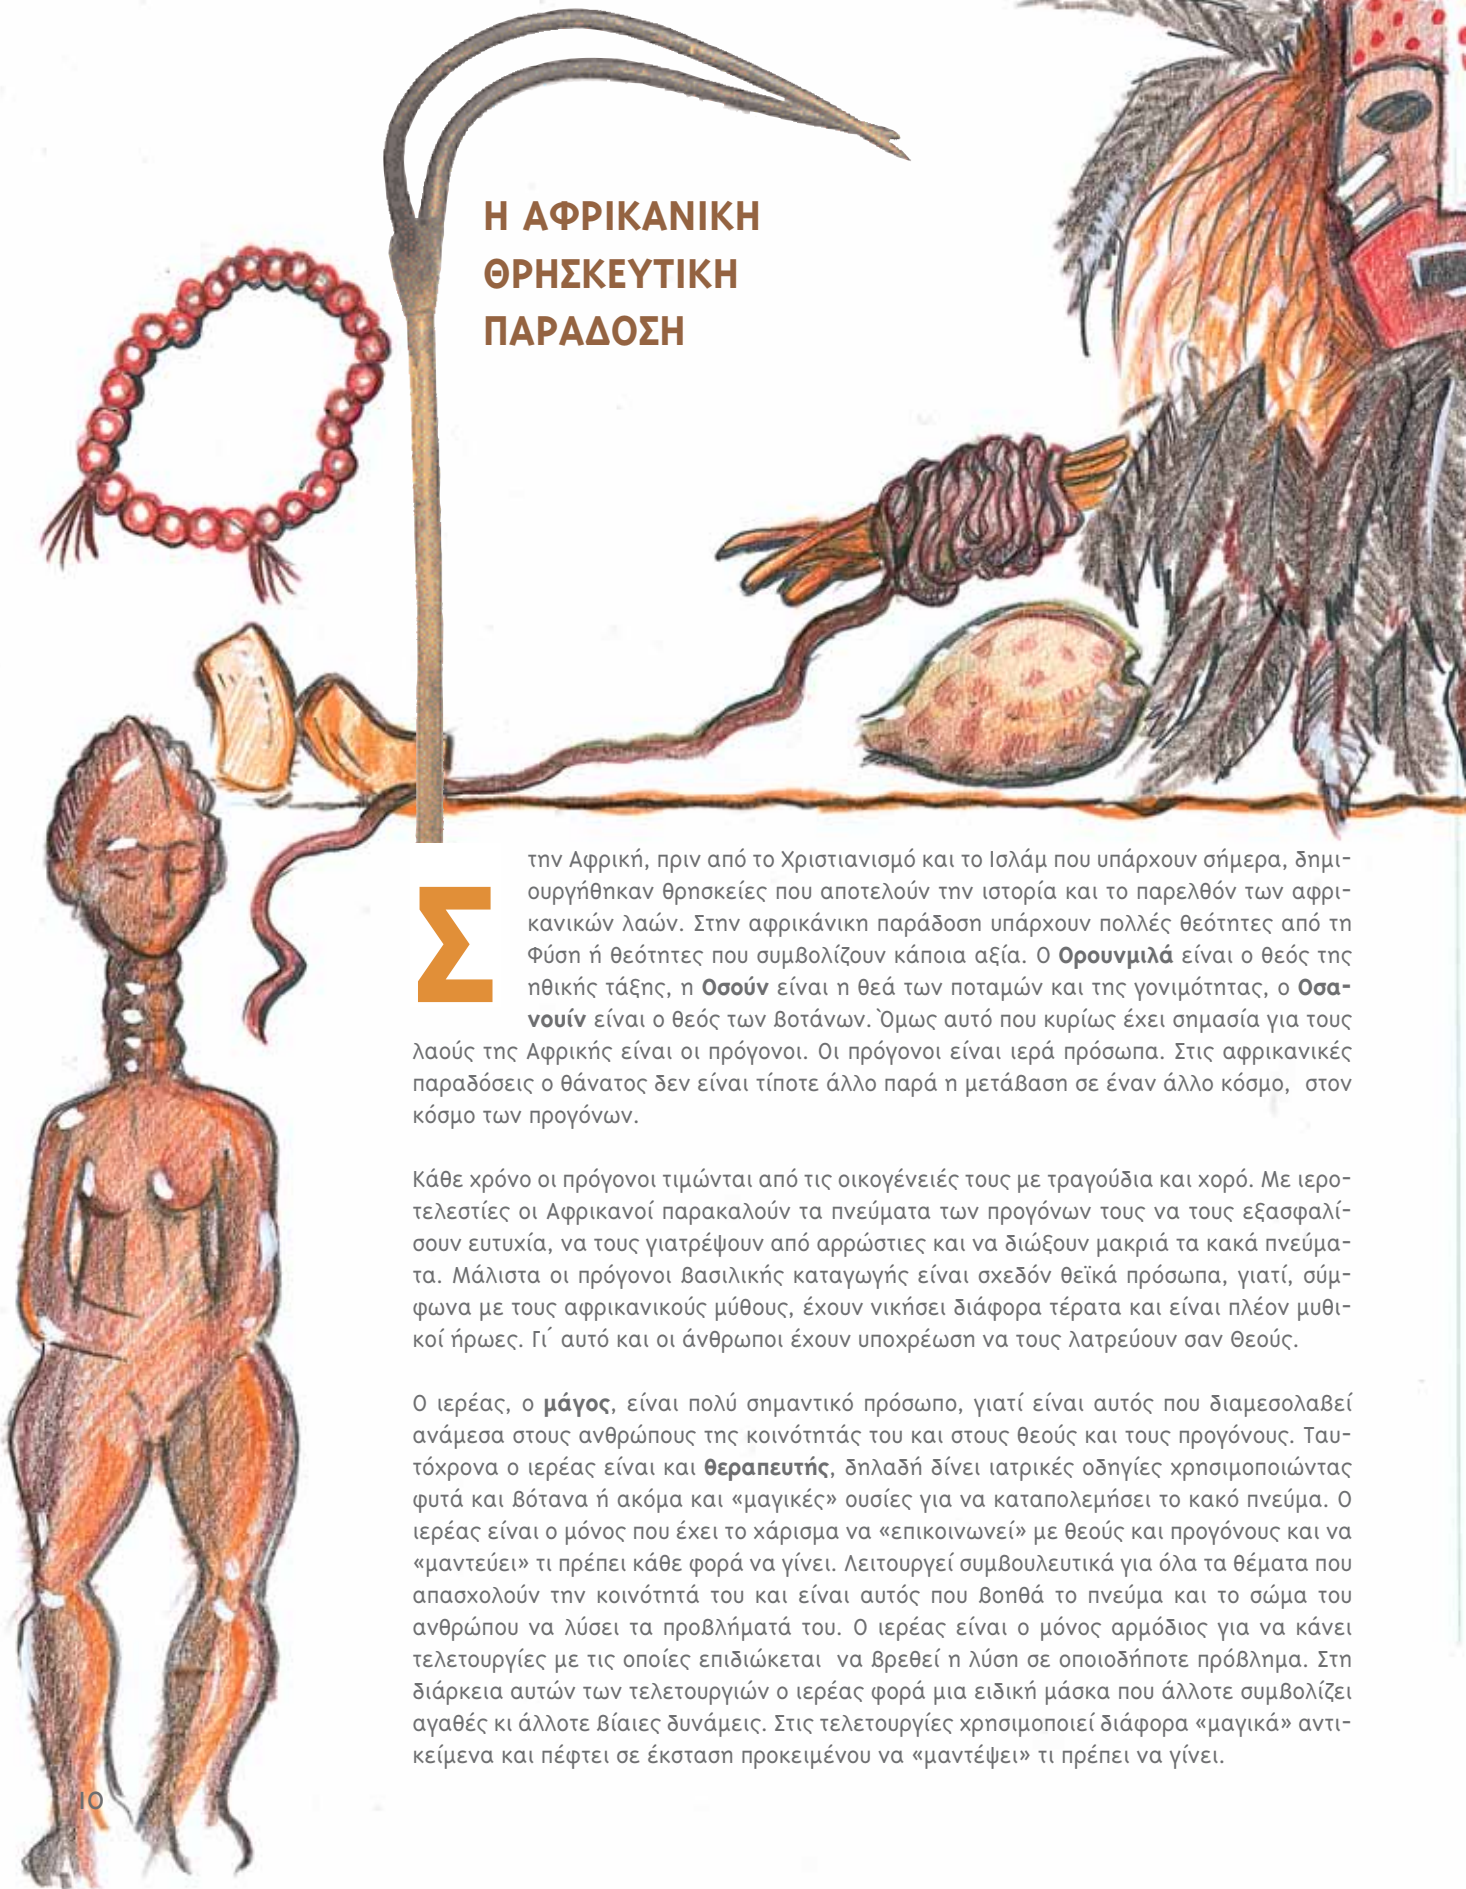 Η ΑΦΡΙΚΑΝΙΚΗ
ΘΡΗΣΚΕΥΤΙΚΗ
ΠΑΡΑΔΟΣΗ
Στην Αφρική, πριν από το Χριστιανισμό και το Ισλάμ που υπάρχουν σήμερα, δημι-
ουργήθηκαν θρησκείες που αποτελούν την ιστορία και το παρελθόν των αφρι-
κανικών λαών. Στην αφρικάνικη παράδοση υπάρχουν πολλές θεότητες από τη
Φύση ή θεότητες που συμβολίζουν κάποια αξία. Ο Ορουνμιλά είναι ο θεός της
ηθικής τάξης, η Οσούν είναι η θεά των ποταμών και της γονιμότητας, ο Οσα-
νουίν είναι ο θεός των βοτάνων. Όμως αυτό που κυρίως έχει σημασία για τους
λαούς της Αφρικής είναι οι πρόγονοι. Οι πρόγονοι είναι ιερά πρόσωπα. Στις αφρικανικές
παραδόσεις ο θάνατος δεν είναι τίποτε άλλο παρά η μετάβαση σε έναν άλλο κόσμο, στον
κόσμο των προγόνων.
Κάθε χρόνο οι πρόγονοι τιμώνται από τις οικογένειές τους με τραγούδια και χορό. Με ιερο-
τελεστίες οι Αφρικανοί παρακαλούν τα πνεύματα των προγόνων τους να τους εξασφαλί-
σουν ευτυχία, να τους γιατρέψουν από αρρώστιες και να διώξουν μακριά τα κακά πνεύμα-
τα. Μάλιστα οι πρόγονοι βασιλικής καταγωγής είναι σχεδόν θεϊκά πρόσωπα, γιατί, σύμ-
φωνα με τους αφρικανικούς μύθους, έχουν νικήσει διάφορα τέρατα και είναι πλέον μυθι-
κοί ήρωες. Γι΄ αυτό και οι άνθρωποι έχουν υποχρέωση να τους λατρεύουν σαν Θεούς.
Ο ιερέας, ο μάγος, είναι πολύ σημαντικό πρόσωπο, γιατί είναι αυτός που διαμεσολαβεί
ανάμεσα στους ανθρώπους της κοινότητάς του και στους θεούς και τους προγόνους. Ταυ-
τόχρονα ο ιερέας είναι και θεραπευτής, δηλαδή δίνει ιατρικές οδηγίες χρησιμοποιώντας
φυτά και βότανα ή ακόμα και «μαγικές» ουσίες για να καταπολεμήσει το κακό πνεύμα. Ο
ιερέας είναι ο μόνος που έχει το χάρισμα να «επικοινωνεί» με θεούς και προγόνους και να
«μαντεύει» τι πρέπει κάθε φορά να γίνει. Λειτουργεί συμβουλευτικά για όλα τα θέματα που
απασχολούν την κοινότητά του και είναι αυτός που βοηθά το πνεύμα και το σώμα του
ανθρώπου να λύσει τα προβλήματά του. Ο ιερέας είναι ο μόνος αρμόδιος για να κάνει
τελετουργίες με τις οποίες επιδιώκεται να βρεθεί η λύση σε οποιοδήποτε πρόβλημα. Στη
διάρκεια αυτών των τελετουργιών ο ιερέας φορά μια ειδική μάσκα που άλλοτε συμβολίζει
αγαθές κι άλλοτε βίαιες δυνάμεις. Στις τελετουργίες χρησιμοποιεί διάφορα «μαγικά» αντι-
κείμενα και πέφτει σε έκσταση προκειμένου να «μαντέψει» τι πρέπει να γίνει.
10